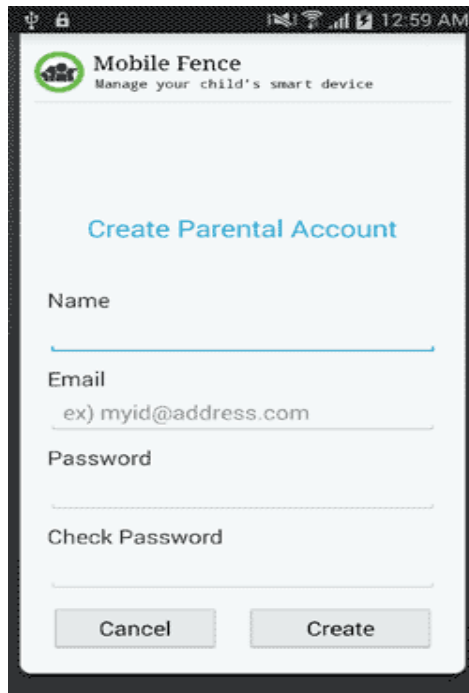 12:59 AM
Mobile Fence
Manage your child's smart device
Create Parental Account
Name
Email
ex) myid@address.com
Password
Check Password
Cancel Create